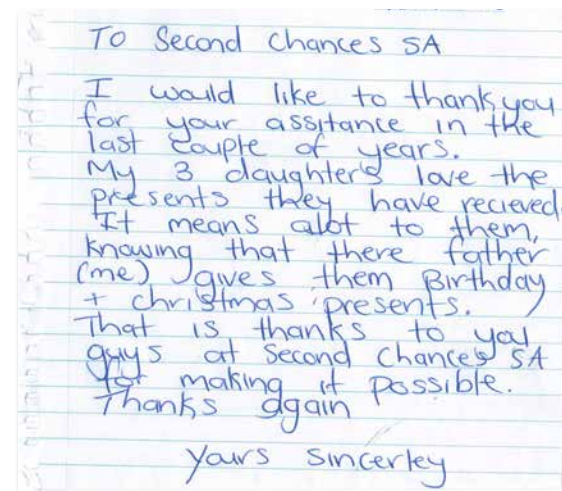 TO Second Chances SA
I would like to thankyou
for your assitance in the
last couple of years.
My 3 daughters love the
presents they have recieved.
It means alot to them,
knowing that there father
(me) gives them Birthday
+ christmas presents.
That is thanks to you
guys at Second Chances SA
for making it possible.
Thanks again
Yours Sincerley